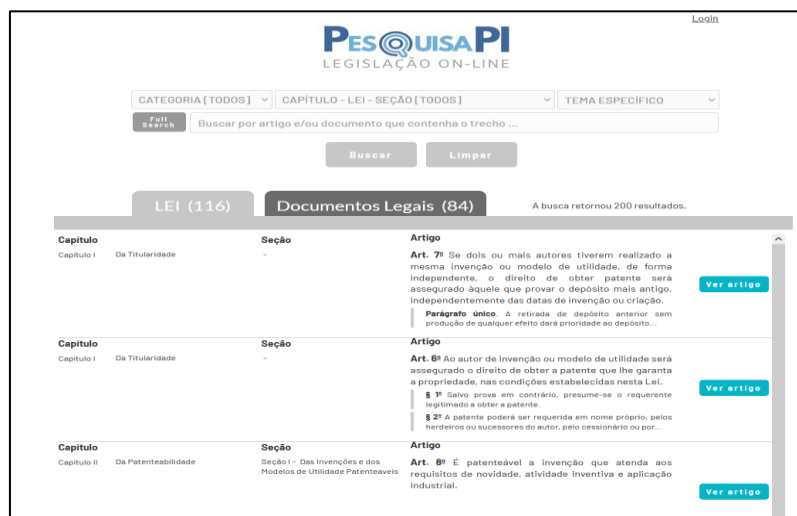 Login
PESQUISAPI
LEGISLAÇÃO ON-LINE
CATEGORIA [TODOS] CAPÍTULO - LEI - SEÇÃO [TODOS] TEMA ESPECÍFICO
Full Search Buscar por artigo e/ou documento que contenha o trecho ...
Buscar Limpar
LEI (116) Documentos Legais (84) A busca retornou 200 resultados.
Capítulo Seção Artigo
Capítulo I Da Titularidade - Art. 7º Se dois ou mais autores tiverem realizado a
mesma invenção ou modelo de utilidade, de forma
independente, o direito de obter patente será
assegurado àquele que provar o depósito mais antigo,
independentemente das datas de invenção ou criação.
Ver artigo
Parágrafo único. A retirada de depósito anterior sem
produção de qualquer efeito dará prioridade ao depósito...
Capítulo Seção Artigo
Capítulo I Da Titularidade - Art. 6º Ao autor de invenção ou modelo de utilidade será
assegurado o direito de obter a patente que lhe garanta
a propriedade, nas condições estabelecidas nesta Lei.
Ver artigo
§ 1º Salvo prova em contrário, presume-se o requerente
legitimado a obter a patente.
§ 2º A patente poderá ser requerida em nome próprio, pelos
herdeiros ou sucessores do autor, pelo cessionário ou por...
Capítulo Seção Artigo
Capítulo II Da Patenteabilidade Seção I - Das Invenções e dos Art. 8º É patenteável a invenção que atenda aos
Modelos de Utilidade Patenteaveis requisitos de novidade, atividade inventiva e aplicação
industrial.
Ver artigo